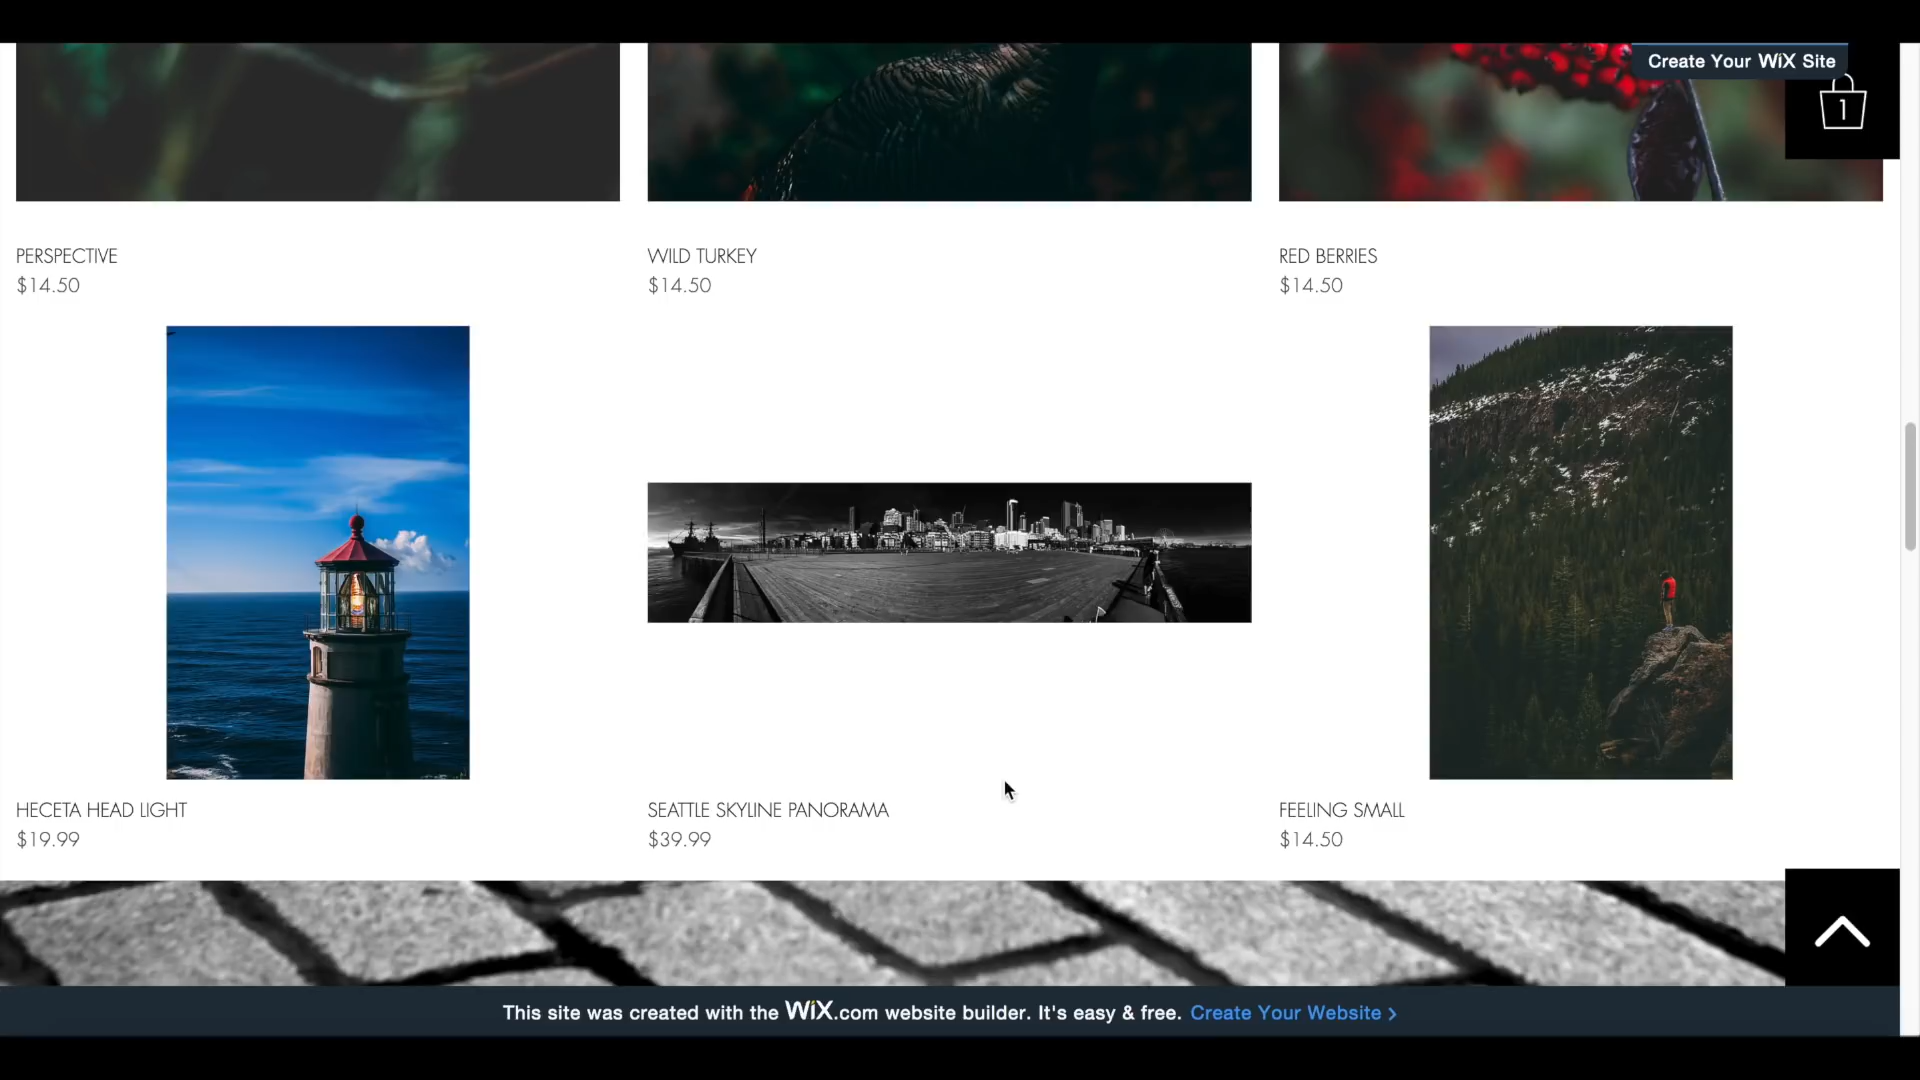 Create Your WiX Site
1
PERSPECTIVE
$14.50
WILD TURKEY
$14.50
RED BERRIES
$14.50
HECETA HEAD LIGHT
$19.99
SEATTLE SKYLINE PANORAMA
$39.99
FEELING SMALL
$14.50
This site was created with the WiX.com website builder. It's easy & free. Create Your Website >